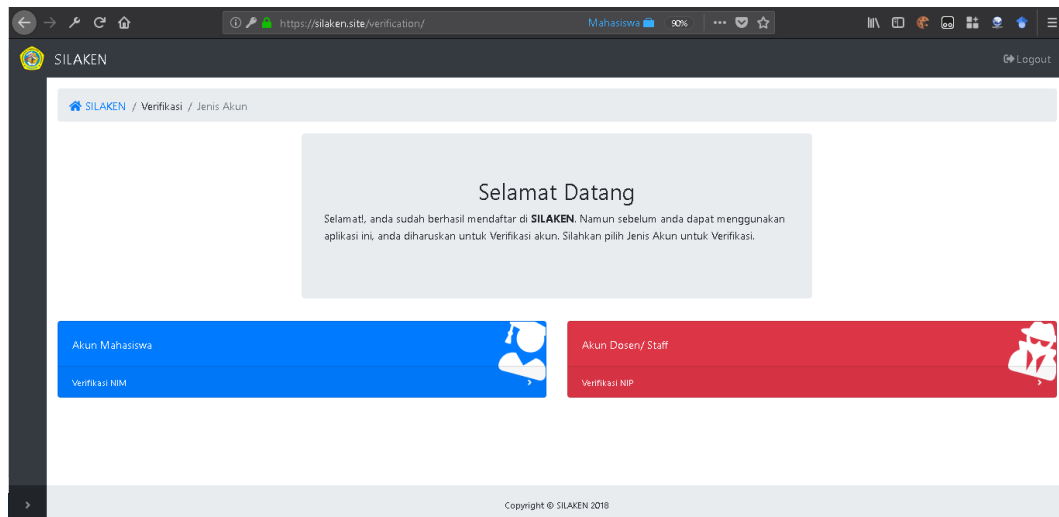 https://silaken.site/verification/ Mahasiswa 90%
SILAKEN Logout
SILAKEN / Verifikasi / Jenis Akun
Selamat Datang
Selamat!, anda sudah berhasil mendaftar di SILAKEN. Namun sebelum anda dapat menggunakan
aplikasi ini, anda diharuskan untuk Verifikasi akun. Silahkan pilih Jenis Akun untuk Verifikasi.
Akun Mahasiswa
Verifikasi NIM
Akun Dosen/ Staff
Verifikasi NIP
Copyright © SILAKEN 2018